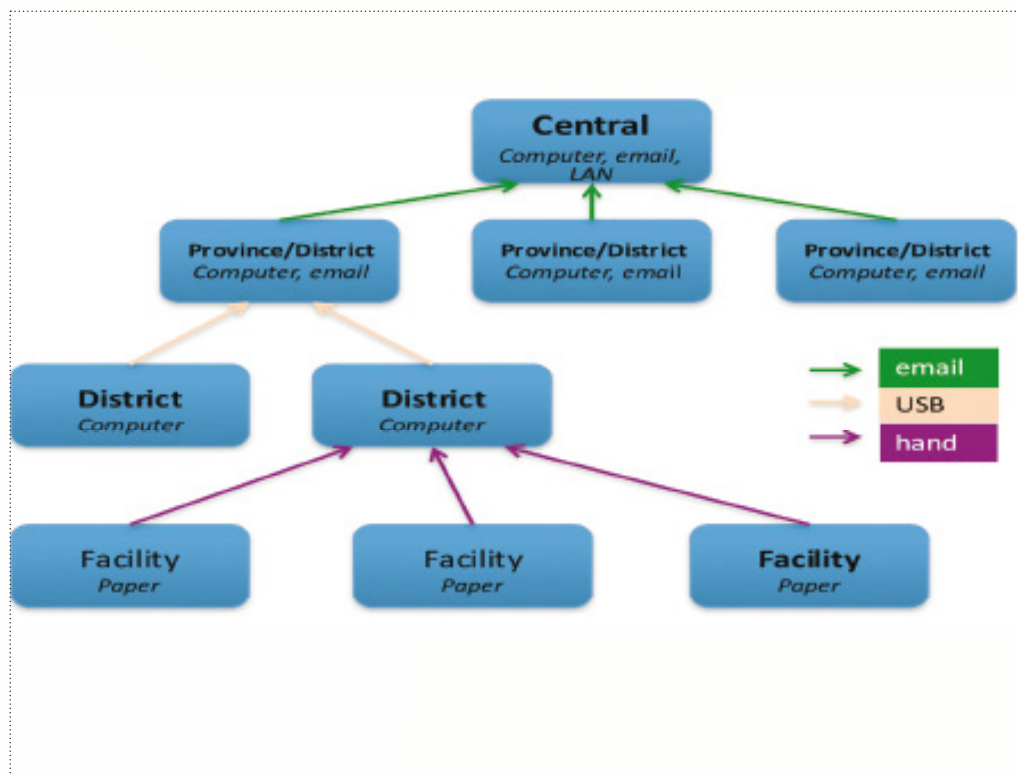 Central
Computer, email,
LAN
Province/District
Computer, email
Province/District
Computer, email
Province/District
Computer, email
District
Computer
District
Computer
email
USB
hand
Facility
Paper
Facility
Paper
Facility
Paper